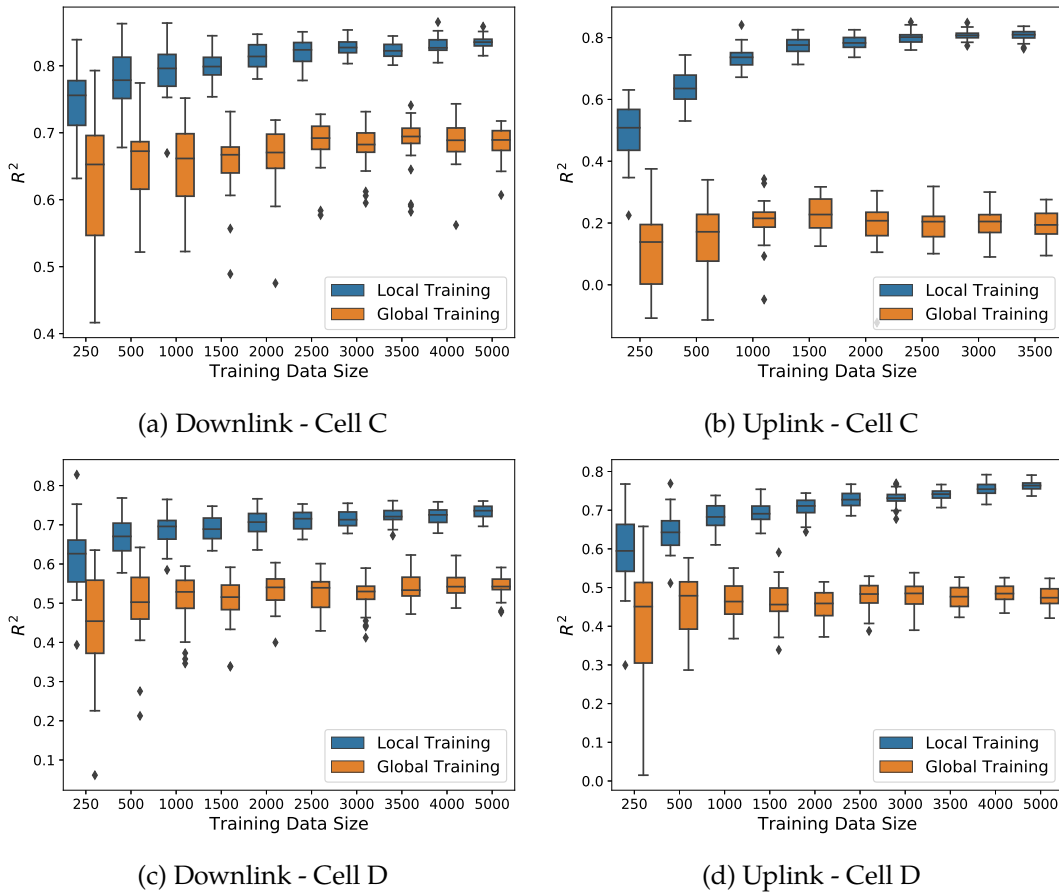 0.8
0.7
0.6
0.5
0.4
R²
250 500 1000 1500 2000 2500 3000 3500 4000 5000
Training Data Size
Local Training
Global Training
(a) Downlink - Cell C
0.8
0.6
0.4
0.2
0.0
R²
250 500 1000 1500 2000 2500 3000 3500
Training Data Size
Local Training
Global Training
(b) Uplink - Cell C
0.8
0.7
0.6
0.5
0.4
0.3
0.2
0.1
R²
250 500 1000 1500 2000 2500 3000 3500 4000 5000
Training Data Size
Local Training
Global Training
(c) Downlink - Cell D
0.8
0.7
0.6
0.5
0.4
0.3
0.2
0.1
0.0
R²
250 500 1000 1500 2000 2500 3000 3500 4000 5000
Training Data Size
Local Training
Global Training
(d) Uplink - Cell D